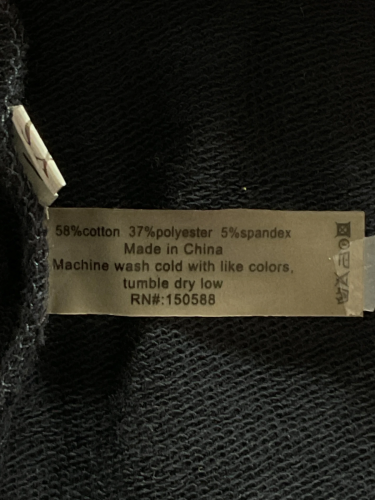 58%cotton 37%polyester 5%spandex
Made in China
Machine wash cold with like colors,
tumble dry low
RN#:150588